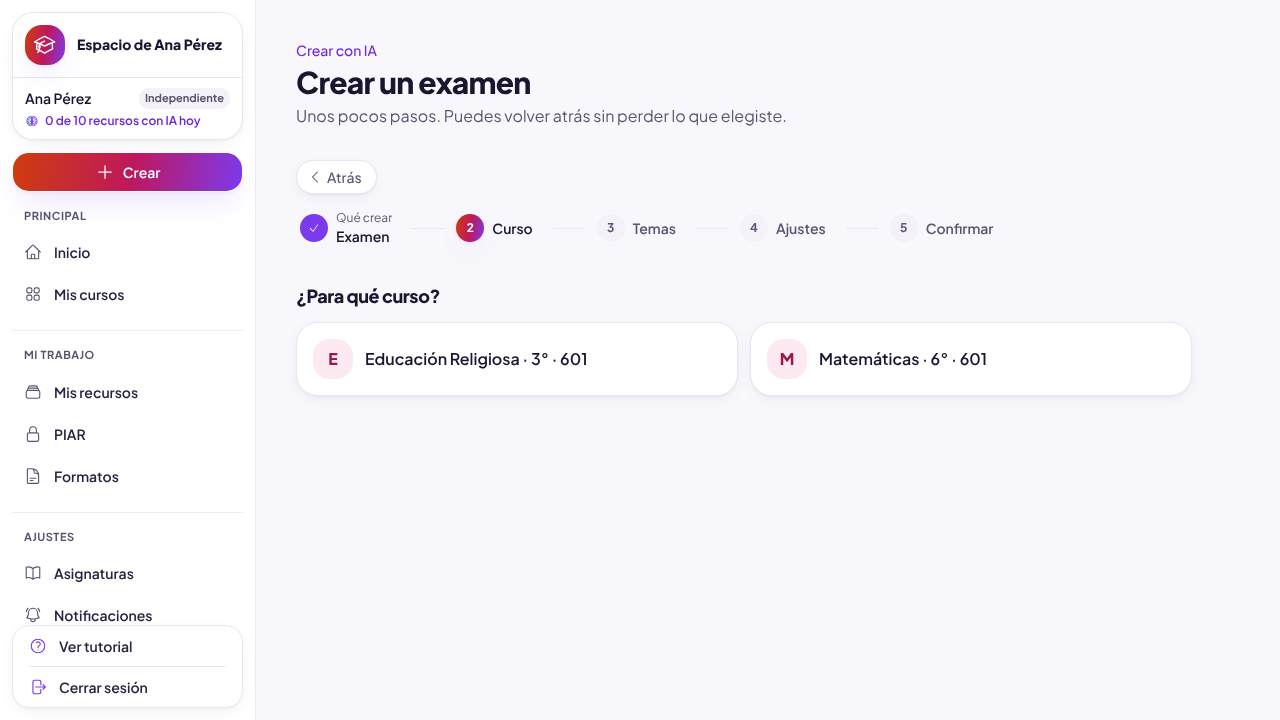 Espacio de Ana Pérez
Ana Pérez
Independiente
0 de 10 recursos con IA hoy
Crear
PRINCIPAL
Inicio
Mis cursos
MI TRABAJO
Mis recursos
PIAR
Formatos
AJUSTES
Asignaturas
Notificaciones
Ver tutorial
Cerrar sesión
Crear con IA
Crear un examen
Unos pocos pasos. Puedes volver atrás sin perder lo que elegiste.
Atrás
Qué crear
Examen
2 Curso
3 Temas
4 Ajustes
5 Confirmar
¿Para qué curso?
E Educación Religiosa · 3° · 601
M Matemáticas · 6° · 601